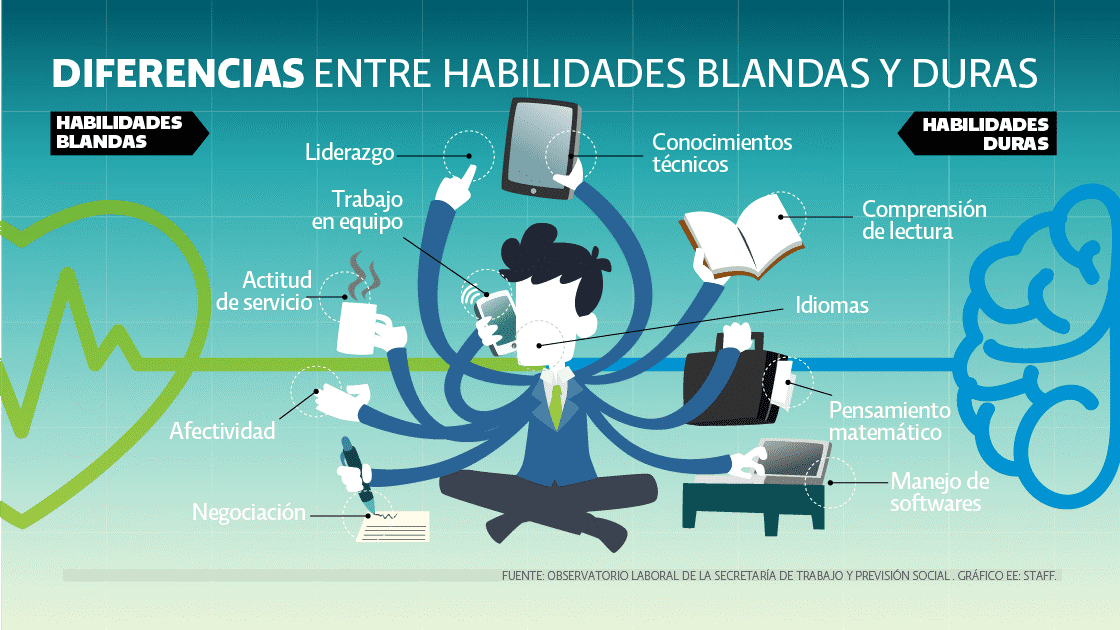 DIFERENCIAS ENTRE HABILIDADES BLANDAS Y DURAS
HABILIDADES
BLANDAS
HABILIDADES
DURAS
Liderazgo
Trabajo
en equipo
Actitud
de servicio
Afectividad
Negociación
Conocimientos
técnicos
Comprensión
de lectura
Idiomas
Pensamiento
matemático
Manejo de
softwares
FUENTE: OBSERVATORIO LABORAL DE LA SECRETARÍA DE TRABAJO Y PREVISIÓN SOCIAL . GRÁFICO EE: STAFF.